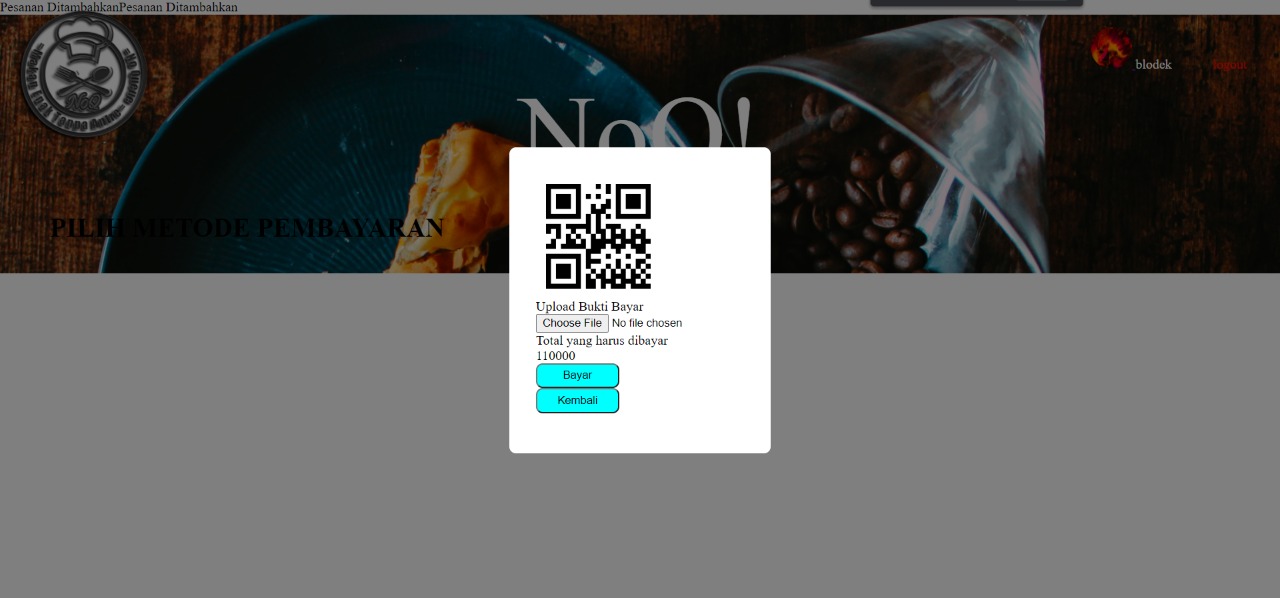 Pesanan DitambahkanPesanan Ditambahkan
blodek
logout
NoQ!
PILIH METODE PEMBAYARAN
Upload Bukti Bayar
Choose File No file chosen
Total yang harus dibayar
110000
Bayar
Kembali